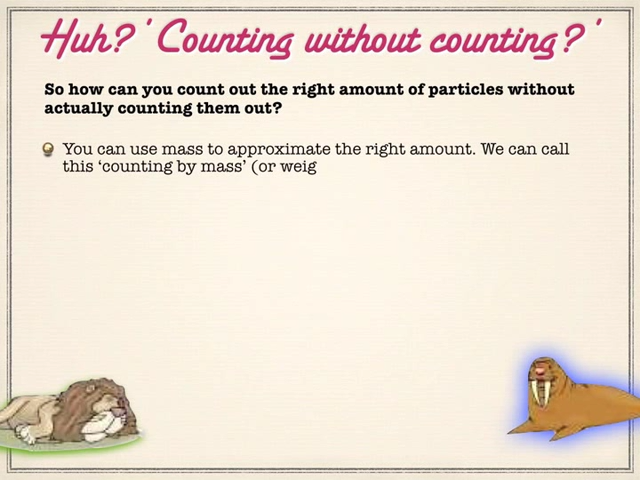 Huh? 'Counting without counting?'
So how can you count out the right amount of particles without
actually counting them out?
You can use mass to approximate the right amount. We can call
this ‘counting by mass’ (or weig